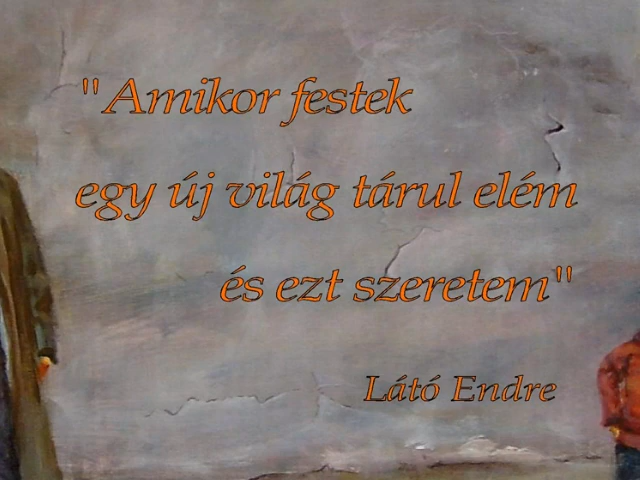 "Amikor festek
egy új világ tárul elém
és ezt szeretem"
Látó Endre